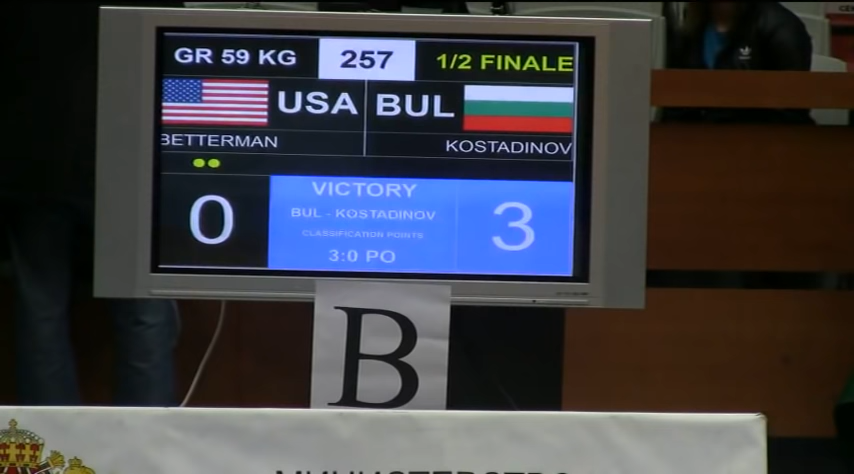 GR 59 KG 257 1/2 FINALE
USA BUL
BETTERMAN KOSTADINOV
VICTORY
0 BUL - KOSTADINOV 3
CLASSIFICATION POINTS
3:0 PO
B